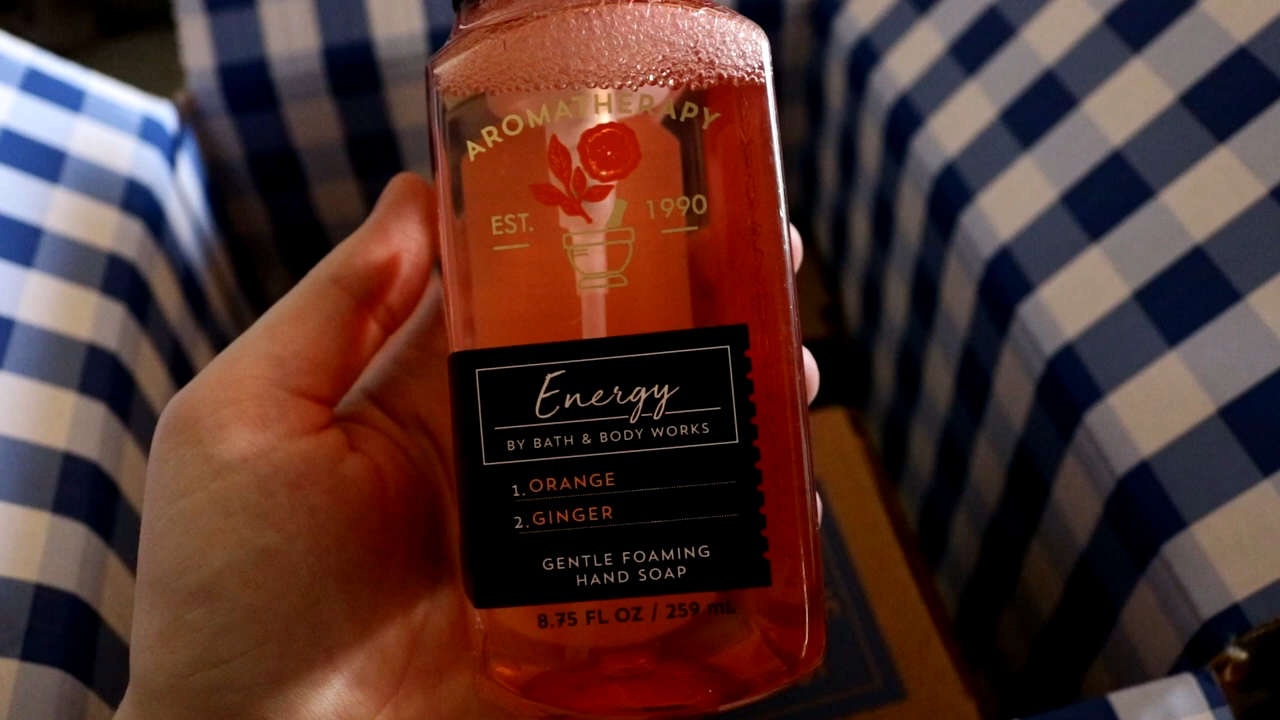 AROMATHERAPY
EST. 1990
Energy
BY BATH & BODY WORKS
1. ORANGE
2. GINGER
GENTLE FOAMING
HAND SOAP
8.75 FL OZ / 259 mL